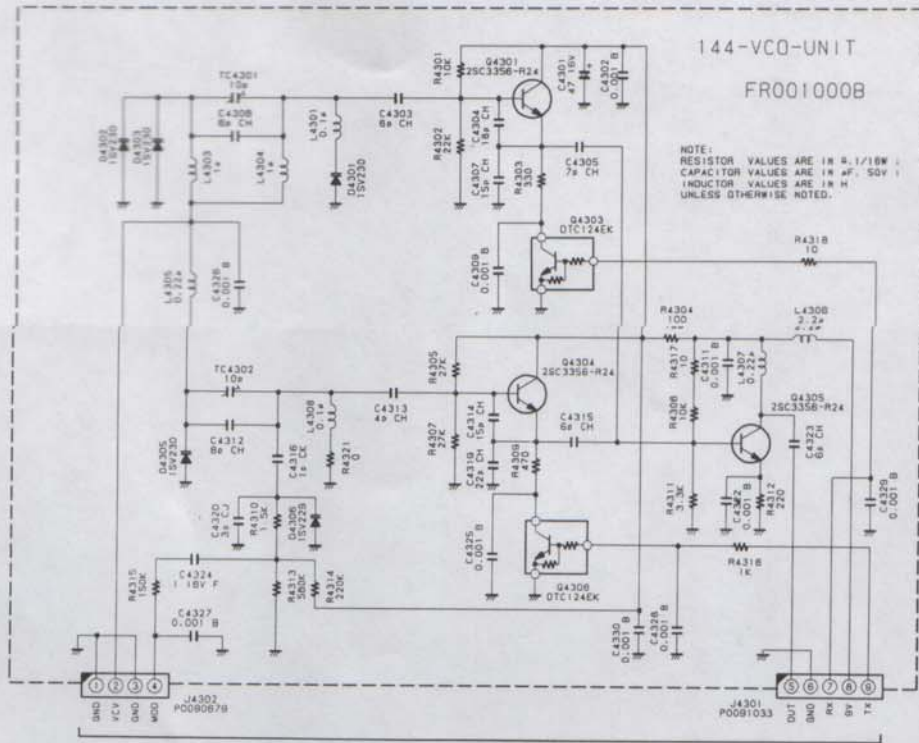 144-VCO-UNIT
FR001000B
NOTE:
RESISTOR VALUES ARE IN Ω, 1/16W ;
CAPACITOR VALUES ARE IN μF, 50V ;
INDUCTOR VALUES ARE IN H
UNLESS OTHERWISE NOTED.
TC4301
10p
C4308
8p CH
D4302
1SV230
D4303
1SV230
L4303
1μ
L4304
1μ
L4301
0.1μ
D4301
1SV230
C4303
6p CH
R4301
10K
R4302
22K
Q4301
2SC3356-R24
C4301
47 16V
+
C4302
0.001 B
C4304
18p CH
C4307
15p CH
R4303
330
C4305
7p CH
Q4303
DTC124EK
C4309
0.001 B
R4318
10
L4305
0.22μ
C4326
0.001 B
TC4302
10p
C4312
8p CH
D4305
1SV230
C4316
1p CK
0.1μ
R4321
0
C4313
4p CH
R4305
27K
R4307
27K
Q4304
2SC3356-R24
C4314
15p CH
C4319
22p CH
R4309
470
C4315
6p CH
R4304
100
R4317
10
C4311
0.001 B
L4307
0.22μ
L4308
2.2μ
R4308
10K
Q4305
2SC3356-R24
C4323
6p CH
R4311
3.3K
C4322
0.001 B
R4312
220
C4329
0.001 B
C4320
3p CJ
R4310
1.5K
D4306
1SV229
C4324
1 16V F
R4315
150K
R4313
560K
R4314
220K
C4327
0.001 B
C4325
0.001 B
Q4306
DTC124EK
R4316
1K
C4330
0.001 B
C4328
0.001 B
1
2
3
4
GND
VCV
GND
MOD
J4302
P0090879
J4301
P0091033
5
6
7
8
9
OUT
GND
RX
9V
TX